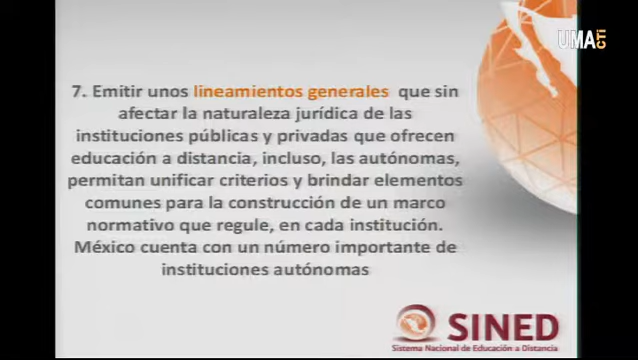 UMA CTI
7. Emitir unos lineamientos generales que sin
afectar la naturaleza jurídica de las
instituciones públicas y privadas que ofrecen
educación a distancia, incluso, las autónomas,
permitan unificar criterios y brindar elementos
comunes para la construcción de un marco
normativo que regule, en cada institución.
México cuenta con un número importante de
instituciones autónomas
SINED
Sistema Nacional de Educación a Distancia